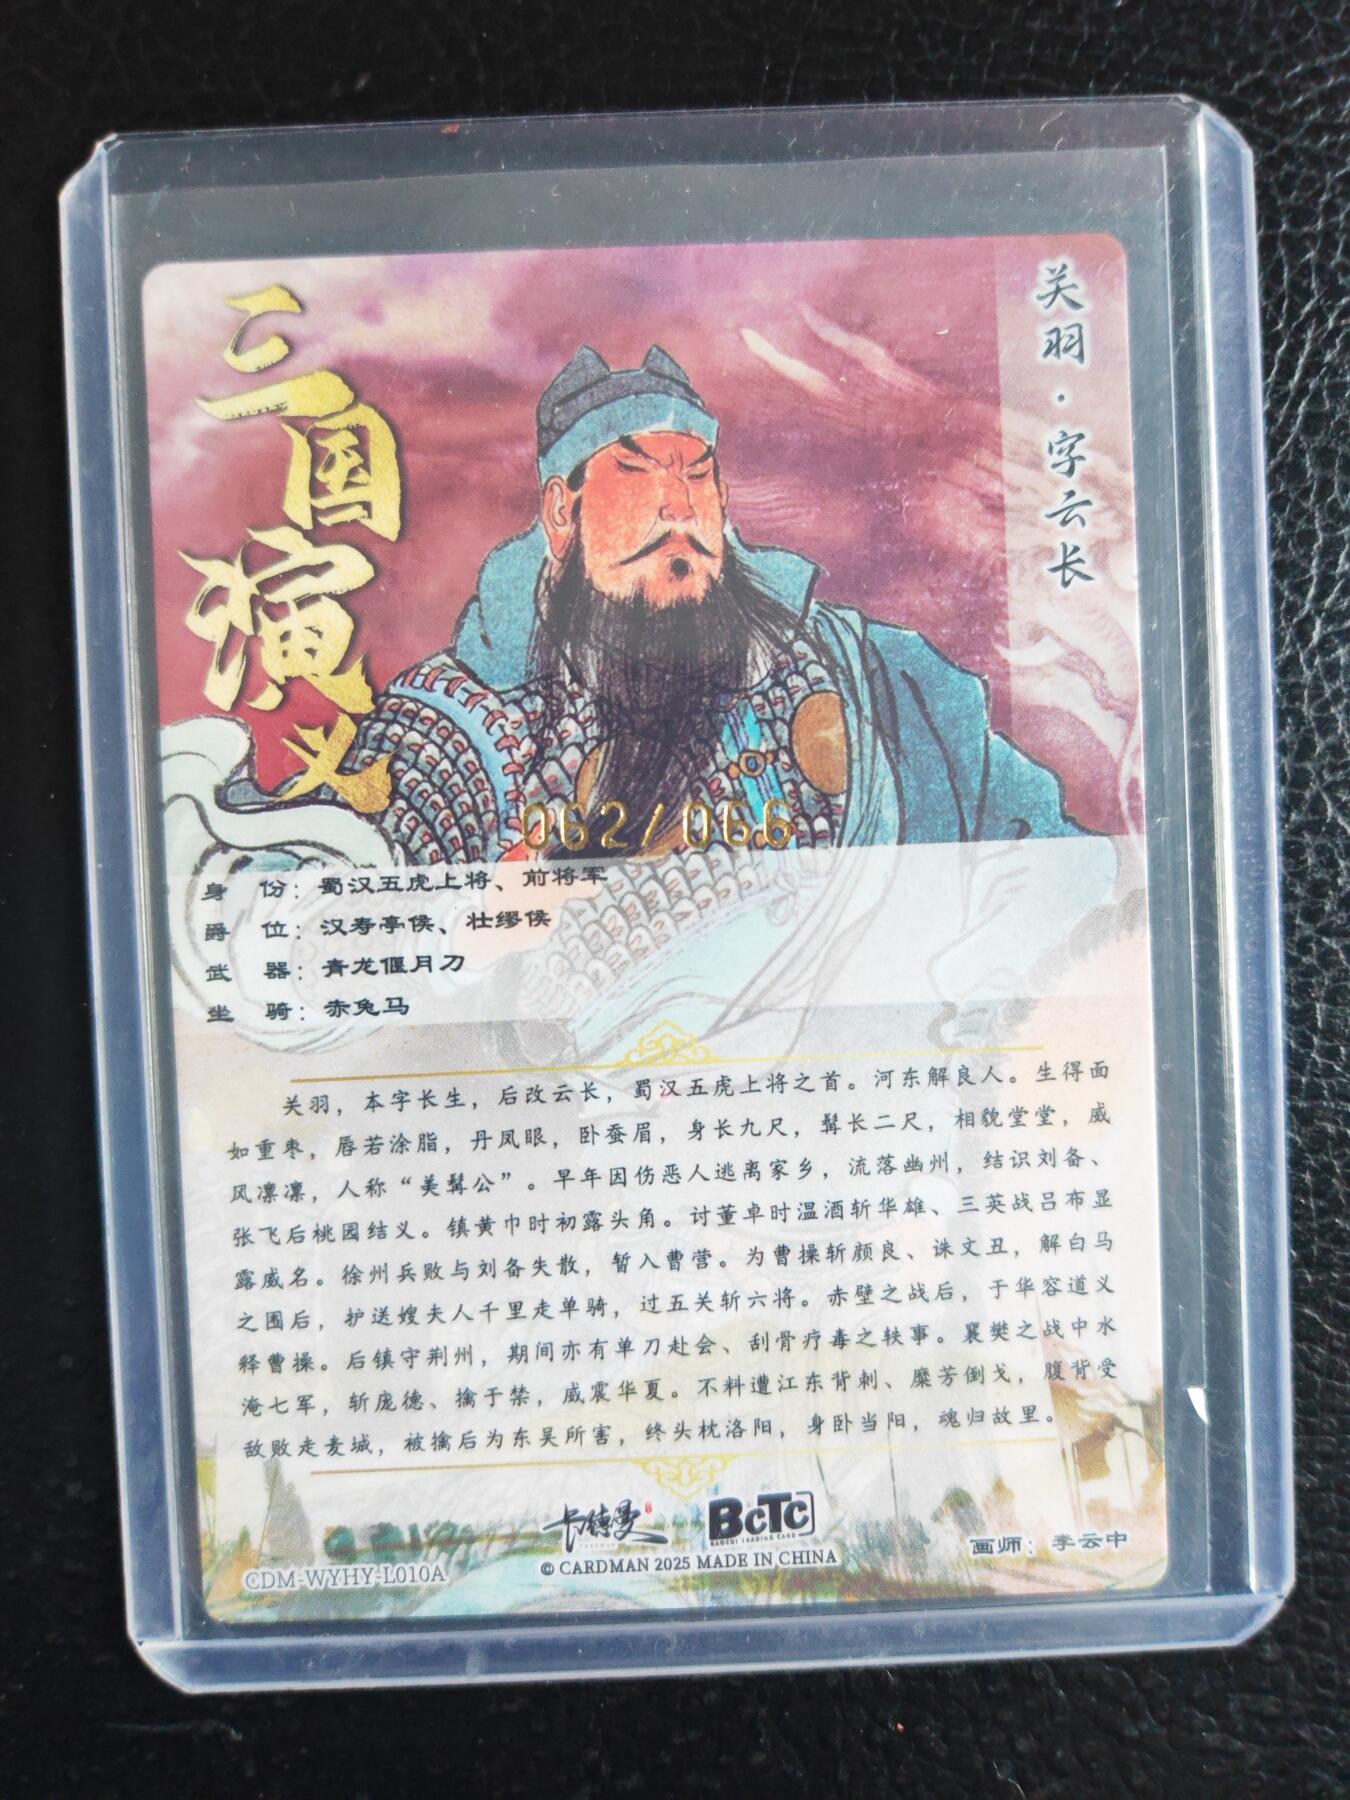 三国演义
关羽·字云长
062/066
身 份：蜀汉五虎上将、前将军
爵 位：汉寿亭侯、壮缪侯
武 器：青龙偃月刀
坐 骑：赤兔马
关羽，本字长生，后改云长，蜀汉五虎上将之首。河东解良人。生得面
如重枣，唇若涂脂，丹凤眼，卧蚕眉，身长九尺，髯长二尺，相貌堂堂，威
风凛凛，人称“美髯公”。早年因伤恶人逃离家乡，流落幽州，结识刘备、
张飞后桃园结义。镇黄巾时初露头角。讨董卓时温酒斩华雄、三英战吕布显
露威名。徐州兵败与刘备失散，暂入曹营。为曹操斩颜良、诛文丑，解白马
之围后，护送嫂夫人千里走单骑，过五关斩六将。赤壁之战后，于华容道义
释曹操。后镇守荆州，期间亦有单刀赴会、刮骨疗毒之轶事。襄樊之战中水
淹七军，斩庞德、擒于禁，威震华夏。不料遭江东背刺、糜芳倒戈，腹背受
敌败走麦城，被擒后为东吴所害，终头枕洛阳，身卧当阳，魂归故里。
卡德曼
BCTC
BAOCUI TRADING CARD
© CARDMAN 2025 MADE IN CHINA
CDM-WYHY-L010A
画师：李云中